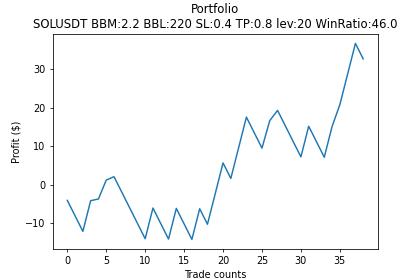 Portfolio
SOLUSDT BBM:2.2 BBL:220 SL:0.4 TP:0.8 lev:20 WinRatio:46.0
Profit ($)
30
20
10
0
−10
0 5 10 15 20 25 30 35
Trade counts